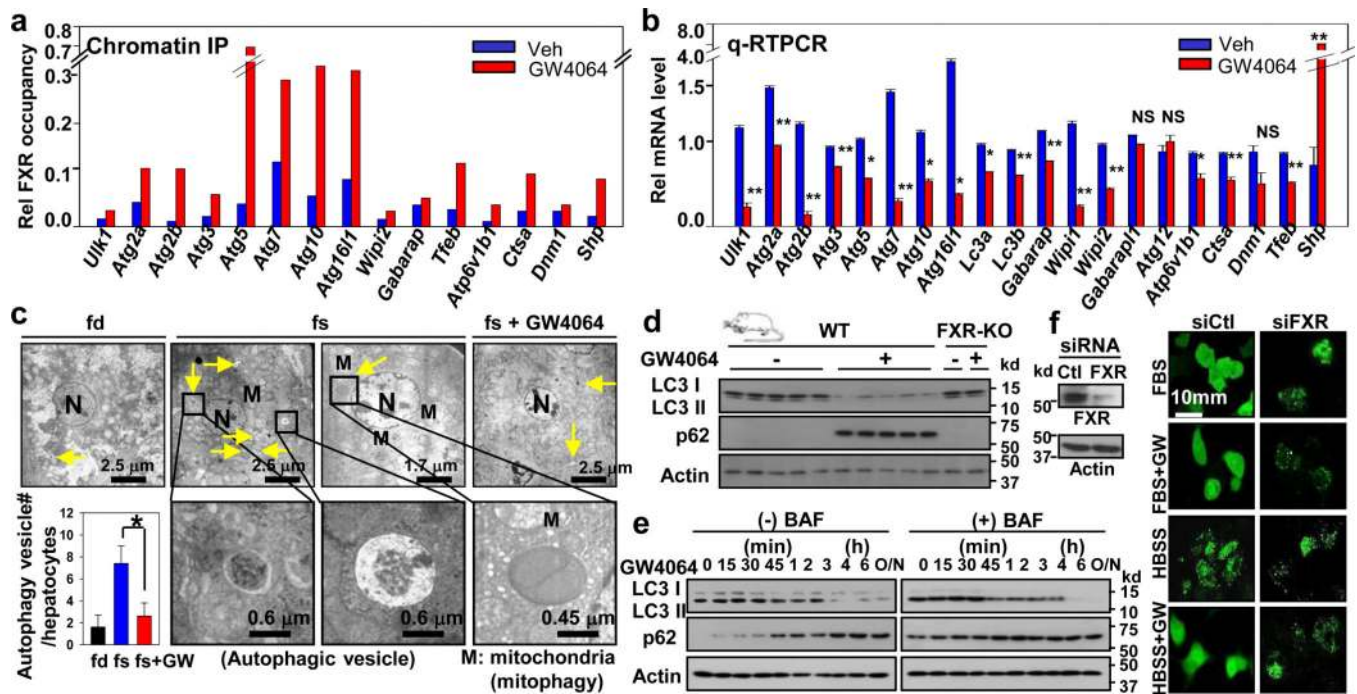 a
Chromatin IP
Veh
GW4064
Rel FXR occupancy
0.8
0.7
0.3
0.2
0.1
0.0
Ulk1 Atg2a Atg2b Atg3 Atg5 Atg7 Atg10 Atg16l1 Wipi2 Gabarap Tfeb Atp6v1b1 Ctsa Dnm1 Shp
b
q-RTPCR
Veh
GW4064
Rel mRNA level
8.0
4.0
1.5
1.0
0.0
** ** ** ** * ** * * * ** ** ** ** NS NS * ** NS ** **
Ulk1 Atg2a Atg2b Atg3 Atg5 Atg7 Atg10 Atg16l1 Lc3a Lc3b Gabarap Wipi1 Wipi2 Gabarapl1 Atg12 Atp6v1b1 Ctsa Dnm1 Tfeb Shp
c
fd
fs
fs + GW4064
N
2.5 μm
M
N
M
2.5 μm
M
N
M
M
1.7 μm
N
2.5 μm
Autophagy vesicle#
/hepatocytes
12
10
8
6
4
2
0
*
fd fs fs+GW
0.6 μm
0.6 μm
M
0.45 μm
(Autophagic vesicle)
M: mitochondria
(mitophagy)
d
WT
FXR-KO
GW4064 - + - +
kd
LC3 I
LC3 II
15
10
p62
75
50
Actin
50
37
e
(-) BAF
(+) BAF
(min) (h) (min) (h)
GW4064 0 15 30 45 1 2 3 4 6 O/N 0 15 30 45 1 2 3 4 6 O/N
kd
LC3 I
LC3 II
15
10
p62
75
50
Actin
50
37
f
siRNA
Ctl FXR
50
FXR
50
37
Actin
siCtl
siFXR
FBS
10mm
FBS+GW
HBSS
HBSS+GW